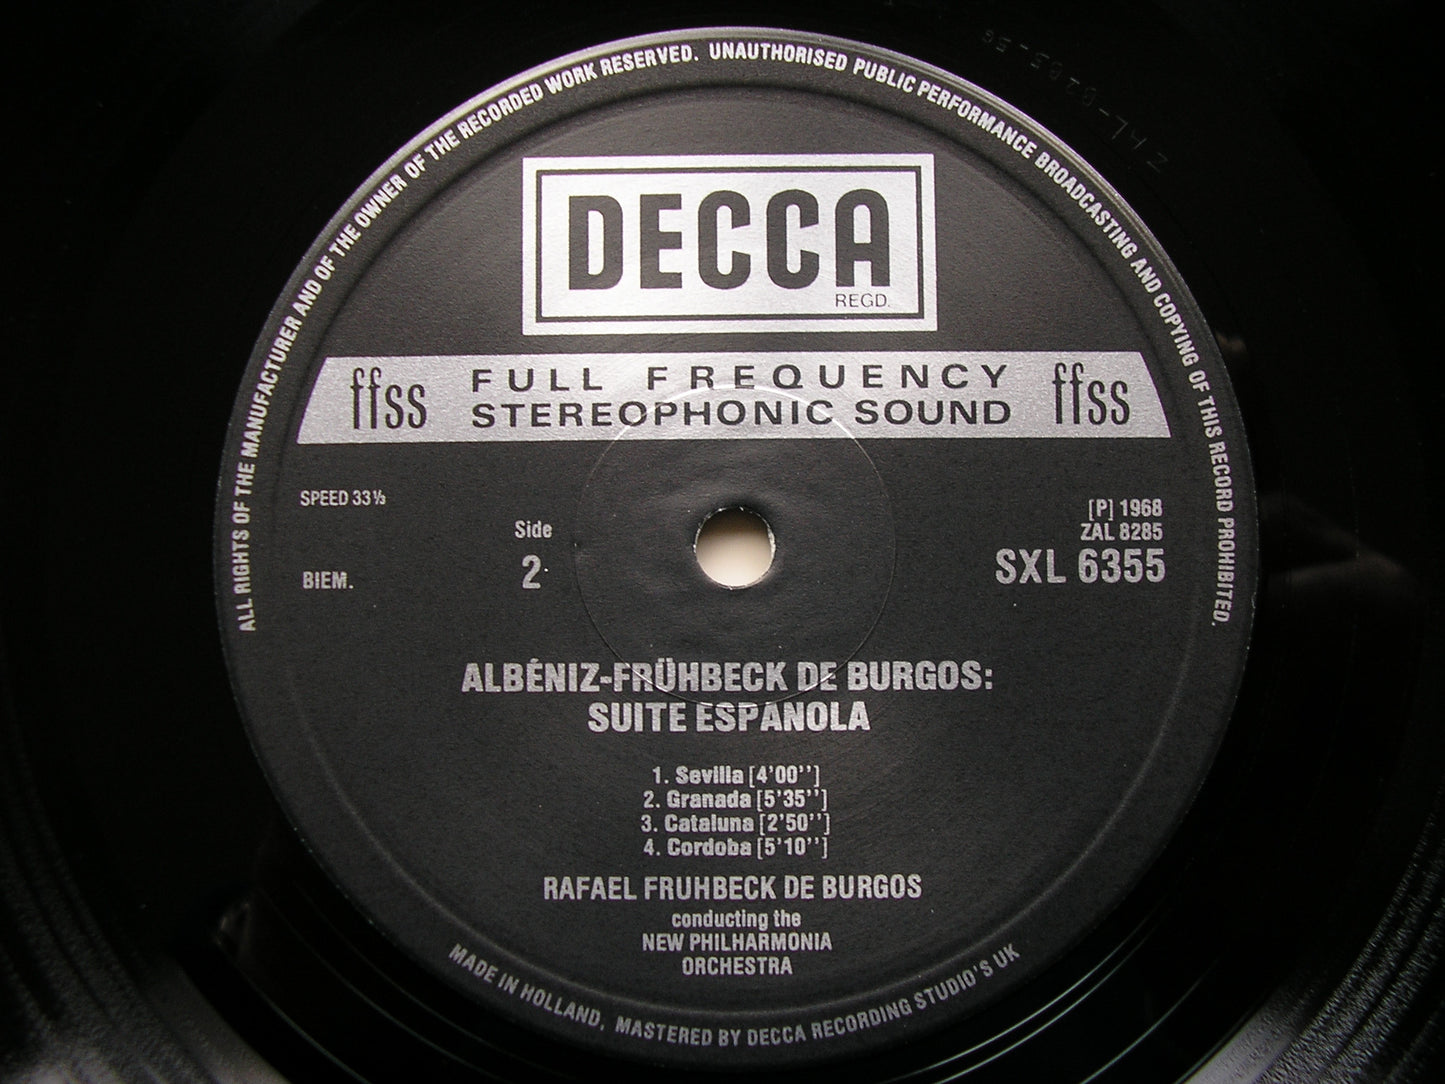 ALL RIGHTS OF THE MANUFACTURER AND OF THE OWNER OF THE RECORDED WORK RESERVED. UNAUTHORISED PUBLIC PERFORMANCE BROADCASTING AND COPYING OF THIS RECORD PROHIBITED.
DECCA
REGD.
ffss FULL FREQUENCY STEREOPHONIC SOUND ffss
SPEED 33⅓
Side
2
BIEM.
[P] 1968
ZAL 8285
SXL 6355
ALBÉNIZ-FRÜHBECK DE BURGOS:
SUITE ESPANOLA
1. Sevilla [4'00'']
2. Granada [5'35'']
3. Cataluna [2'50'']
4. Cordoba [5'10'']
RAFAEL FRUHBECK DE BURGOS
conducting the
NEW PHILHARMONIA
ORCHESTRA
MADE IN HOLLAND, MASTERED BY DECCA RECORDING STUDIO'S UK